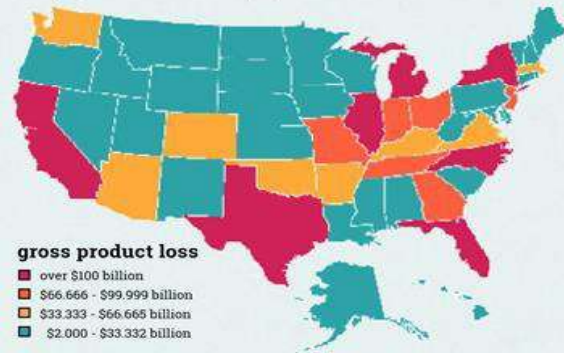 gross product loss
over $100 billion
$66.666 - $99.999 billion
$33.333 - $66.665 billion
$2.000 - $33.332 billion